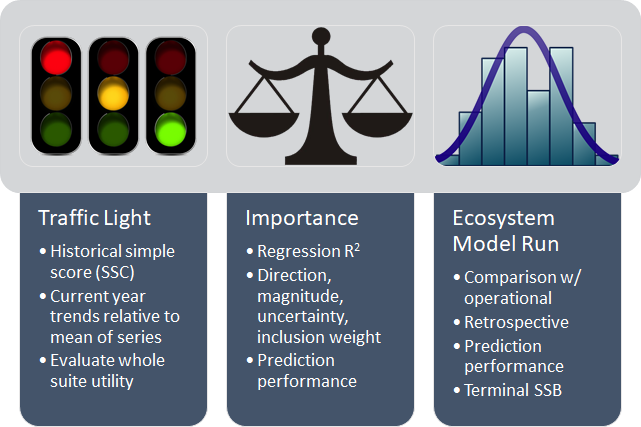 Traffic Light
• Historical simple
score (SSC)
• Current year
trends relative to
mean of series
• Evaluate whole
suite utility
Importance
• Regression R²
• Direction,
magnitude,
uncertainty,
inclusion weight
• Prediction
performance
Ecosystem
Model Run
• Comparison w/
operational
• Retrospective
• Prediction
performance
• Terminal SSB